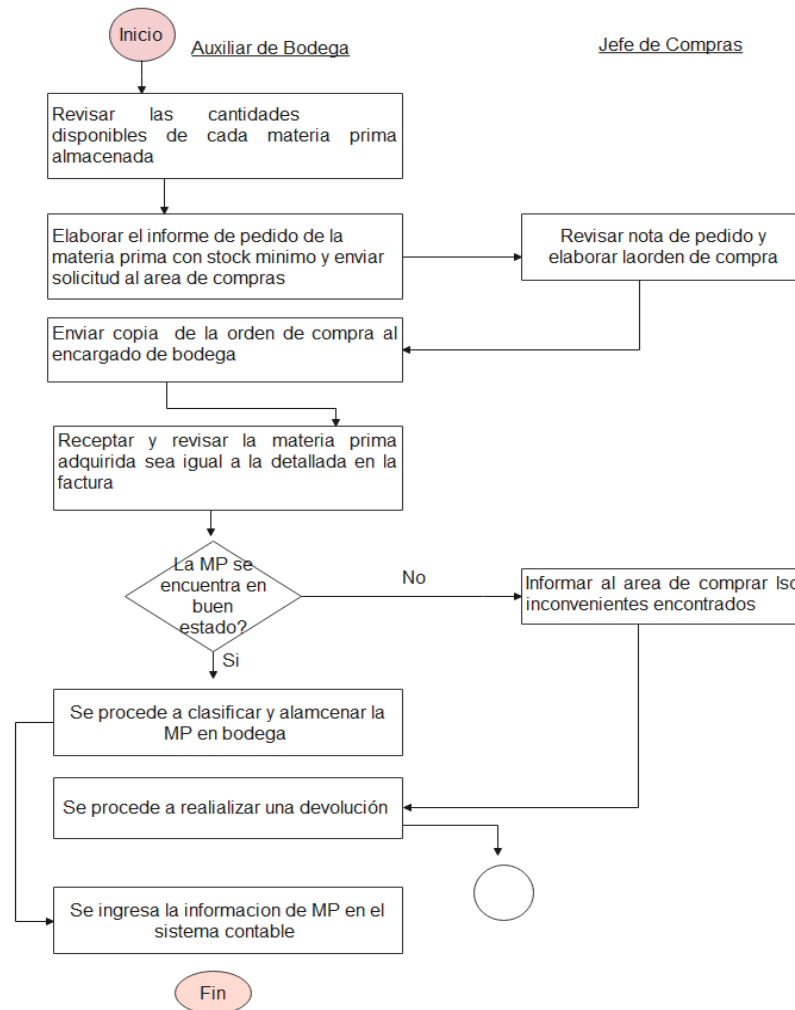 Inicio
Auxiliar de Bodega
Jefe de Compras
Revisar las cantidades
disponibles de cada materia prima
almacenada
Elaborar el informe de pedido de la
materia prima con stock minimo y enviar
solicitud al area de compras
Revisar nota de pedido y
elaborar laorden de compra
Enviar copia de la orden de compra al
encargado de bodega
Receptar y revisar la materia prima
adquirida sea igual a la detallada en la
factura
La MP se
encuentra en
buen
estado?
No
Informar al area de comprar lso
inconvenientes encontrados
Si
Se procede a clasificar y alamcenar la
MP en bodega
Se procede a realializar una devolución
Se ingresa la informacion de MP en el
sistema contable
Fin